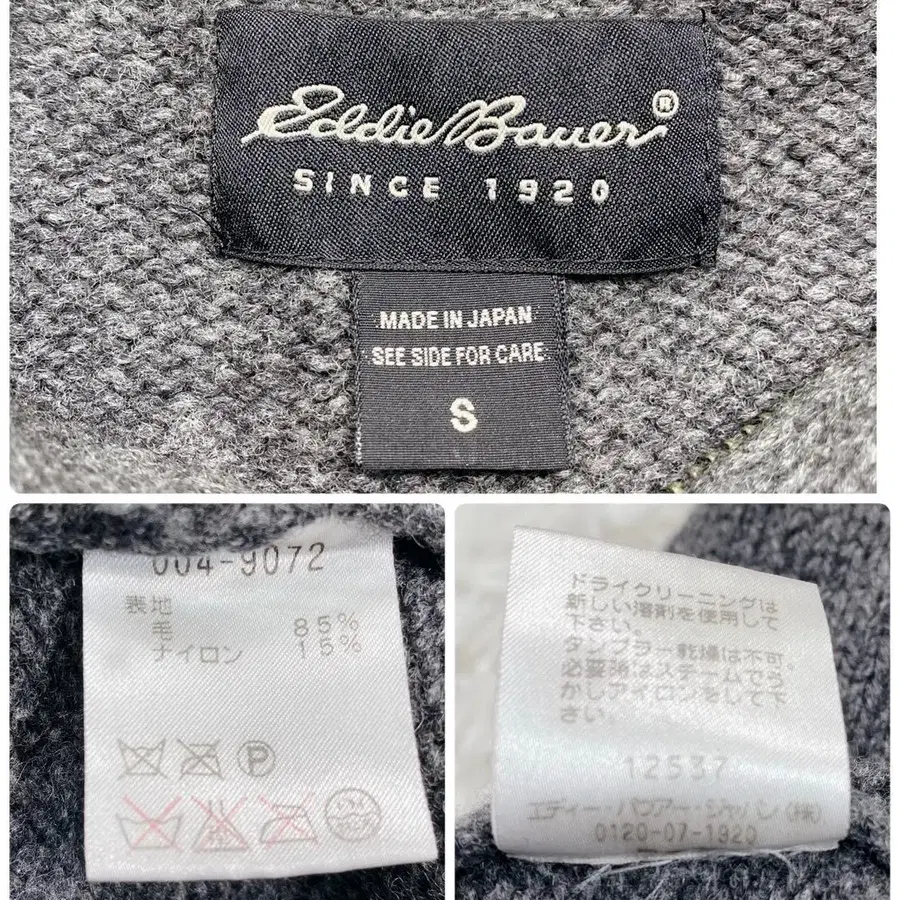 Eddie Bauer®
SINCE 1920
MADE IN JAPAN
SEE SIDE FOR CARE
S
004-9072
表地
毛 85%
ナイロン 15%
P
ドライクリーニングは
新しい溶剤を使用して
下さい。
タンブラー乾燥は不可。
必要時はスチームでう
かしアイロンをして下
さい。
12537
エディー・バウアー・ジャパン(株)
0120-07-1920